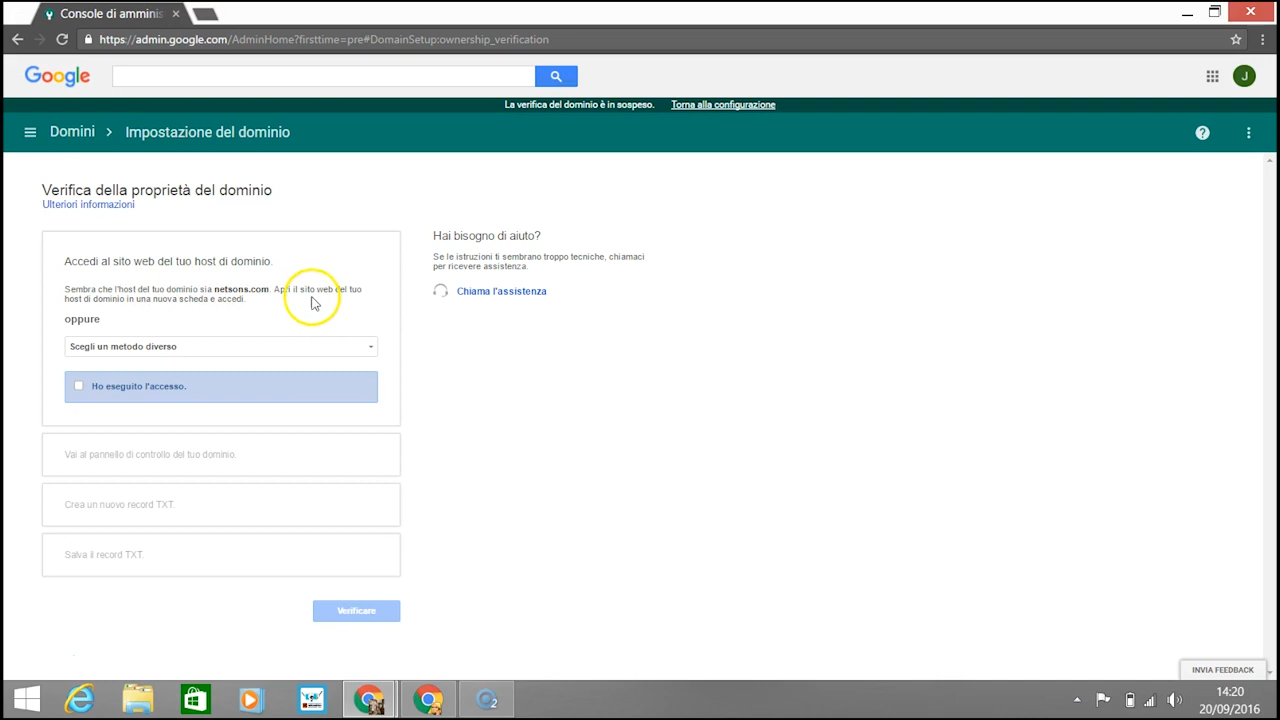 Console di amminis
https://admin.google.com/AdminHome?firsttime=pre#DomainSetup:ownership_verification
Google
J
La verifica del dominio è in sospeso. Torna alla configurazione
Domini Impostazione del dominio
Verifica della proprietà del dominio
Ulteriori informazioni
Accedi al sito web del tuo host di dominio.
Sembra che l'host del tuo dominio sia netsons.com. Apri il sito web del tuo
host di dominio in una nuova scheda e accedi.
oppure
Scegli un metodo diverso
Ho eseguito l'accesso.
Vai al pannello di controllo del tuo dominio.
Crea un nuovo record TXT.
Salva il record TXT.
Verificare
Hai bisogno di aiuto?
Se le istruzioni ti sembrano troppo tecniche, chiamaci
per ricevere assistenza.
Chiama l'assistenza
INVIA FEEDBACK
2
14:20
20/09/2016